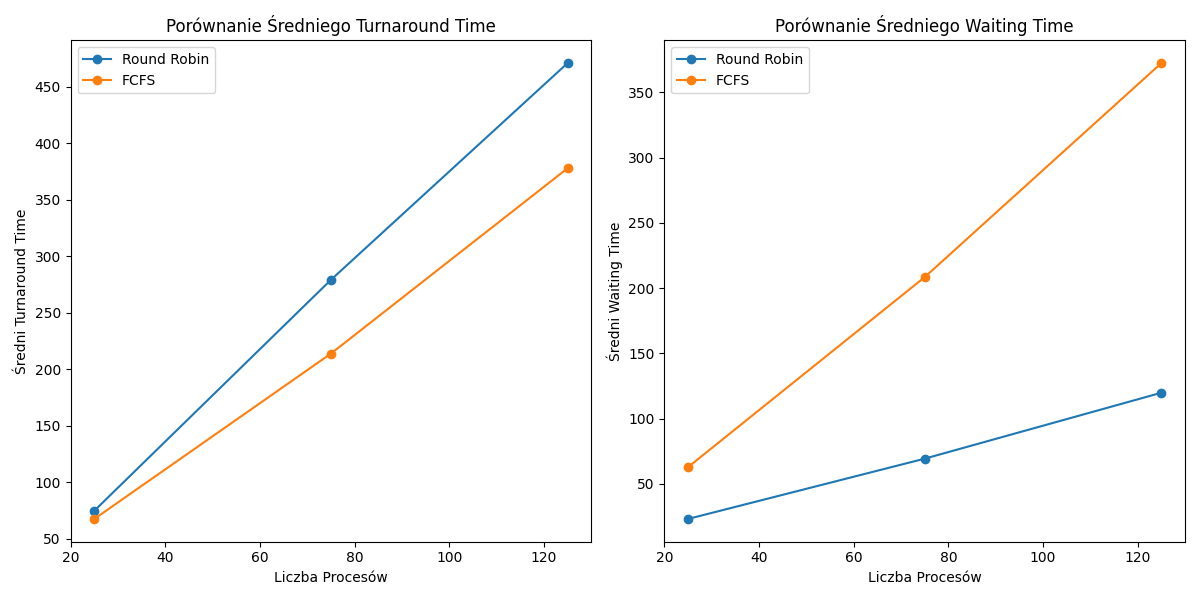 Porównanie Średniego Turnaround Time
Round Robin
FCFS
450
400
350
300
250
200
150
100
50
Średni Turnaround Time
20 40 60 80 100 120
Liczba Procesów
Porównanie Średniego Waiting Time
Round Robin
FCFS
350
300
250
200
150
100
50
Średni Waiting Time
20 40 60 80 100 120
Liczba Procesów